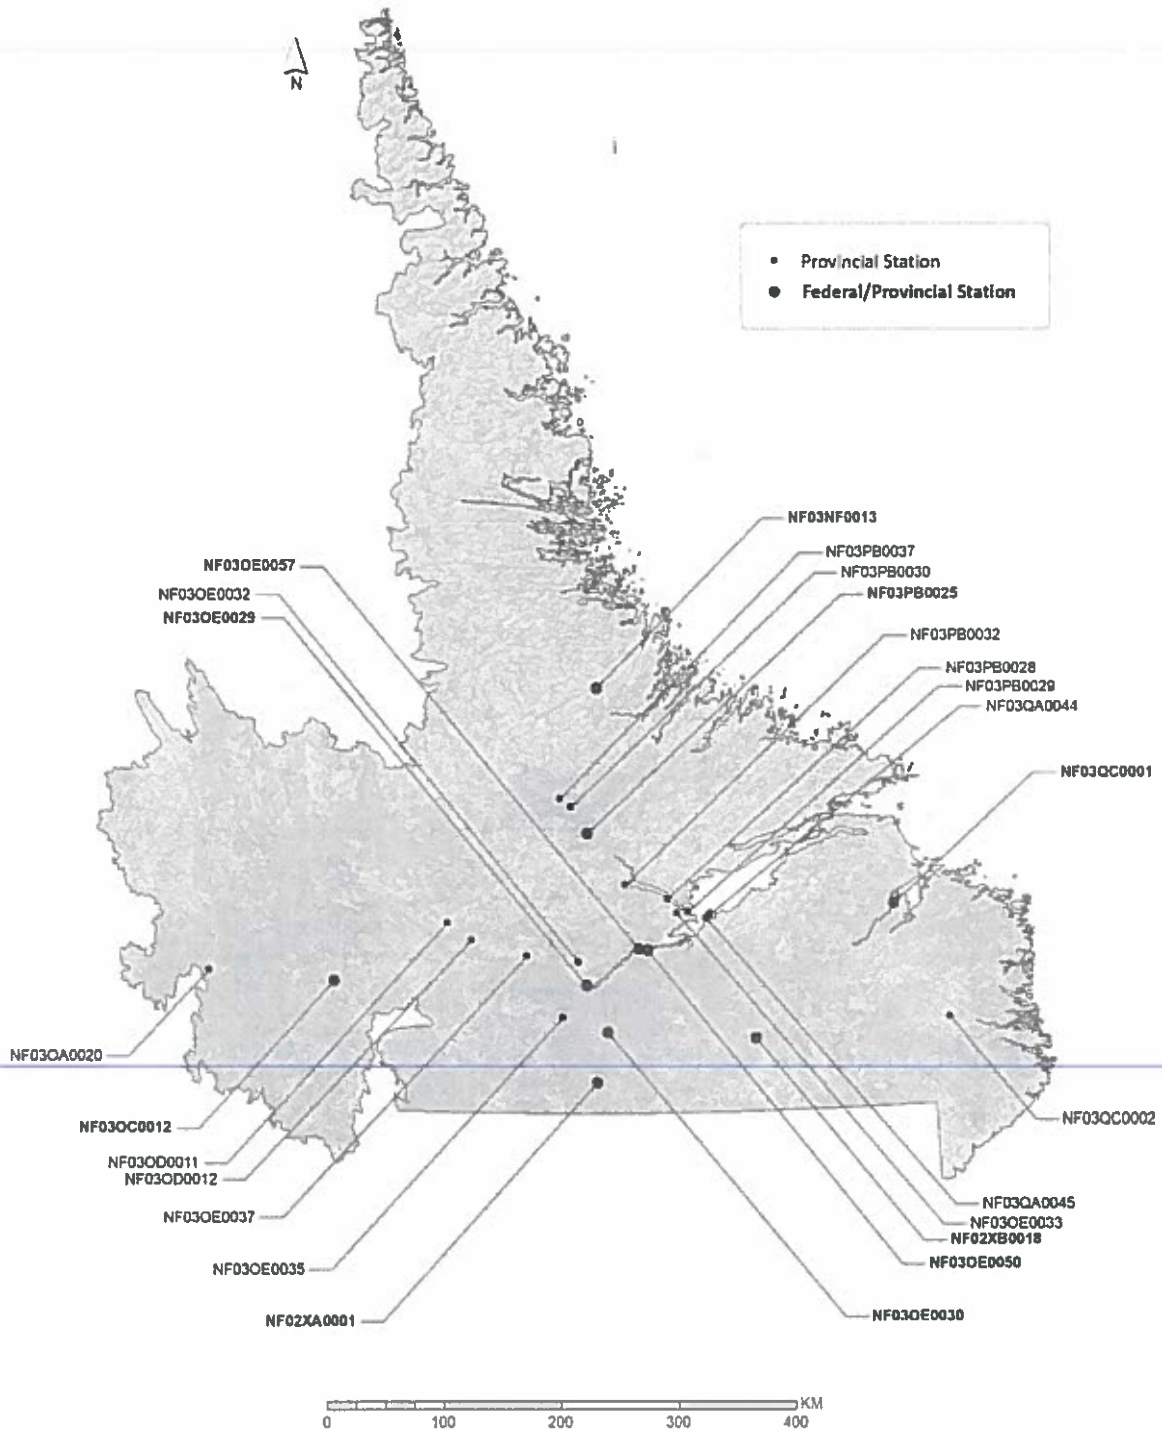 N
Provincial Station
Federal/Provincial Station
NF03NF0013
NF03PB0037
NF03PB0030
NF03PB0025
NF03PB0032
NF03PB0028
NF03PB0029
NF03QA0044
NF03QC0001
NF03OE0057
NF03OE0032
NF03OE0029
NF03OA0020
NF03OC0012
NF03OD0011
NF03OD0012
NF03OE0037
NF03OE0035
NF02XA0001
NF03QC0002
NF03QA0045
NF03OE0033
NF02XB0018
NF03OE0050
NF03OE0030
KM
0 100 200 300 400